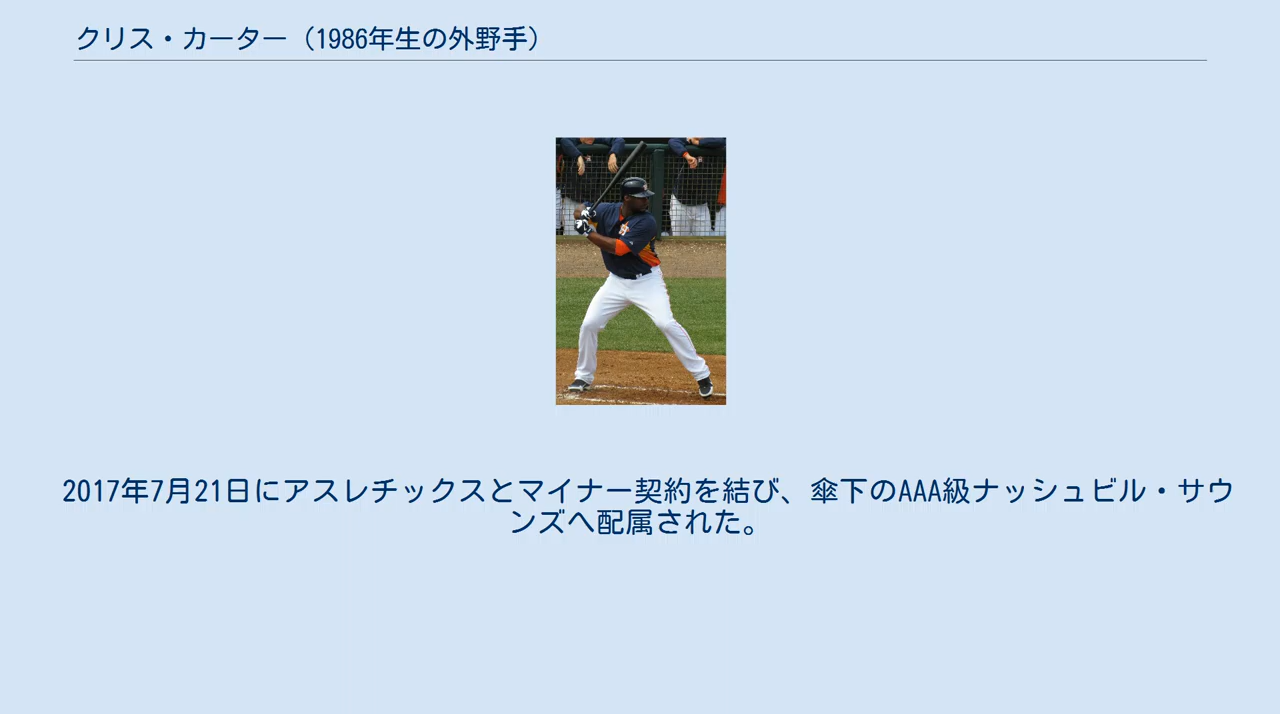 クリス・カーター（1986年生の外野手）
2017年7月21日にアスレチックスとマイナー契約を結び、傘下のAAA級ナッシュビル・サウ
ンズへ配属された。